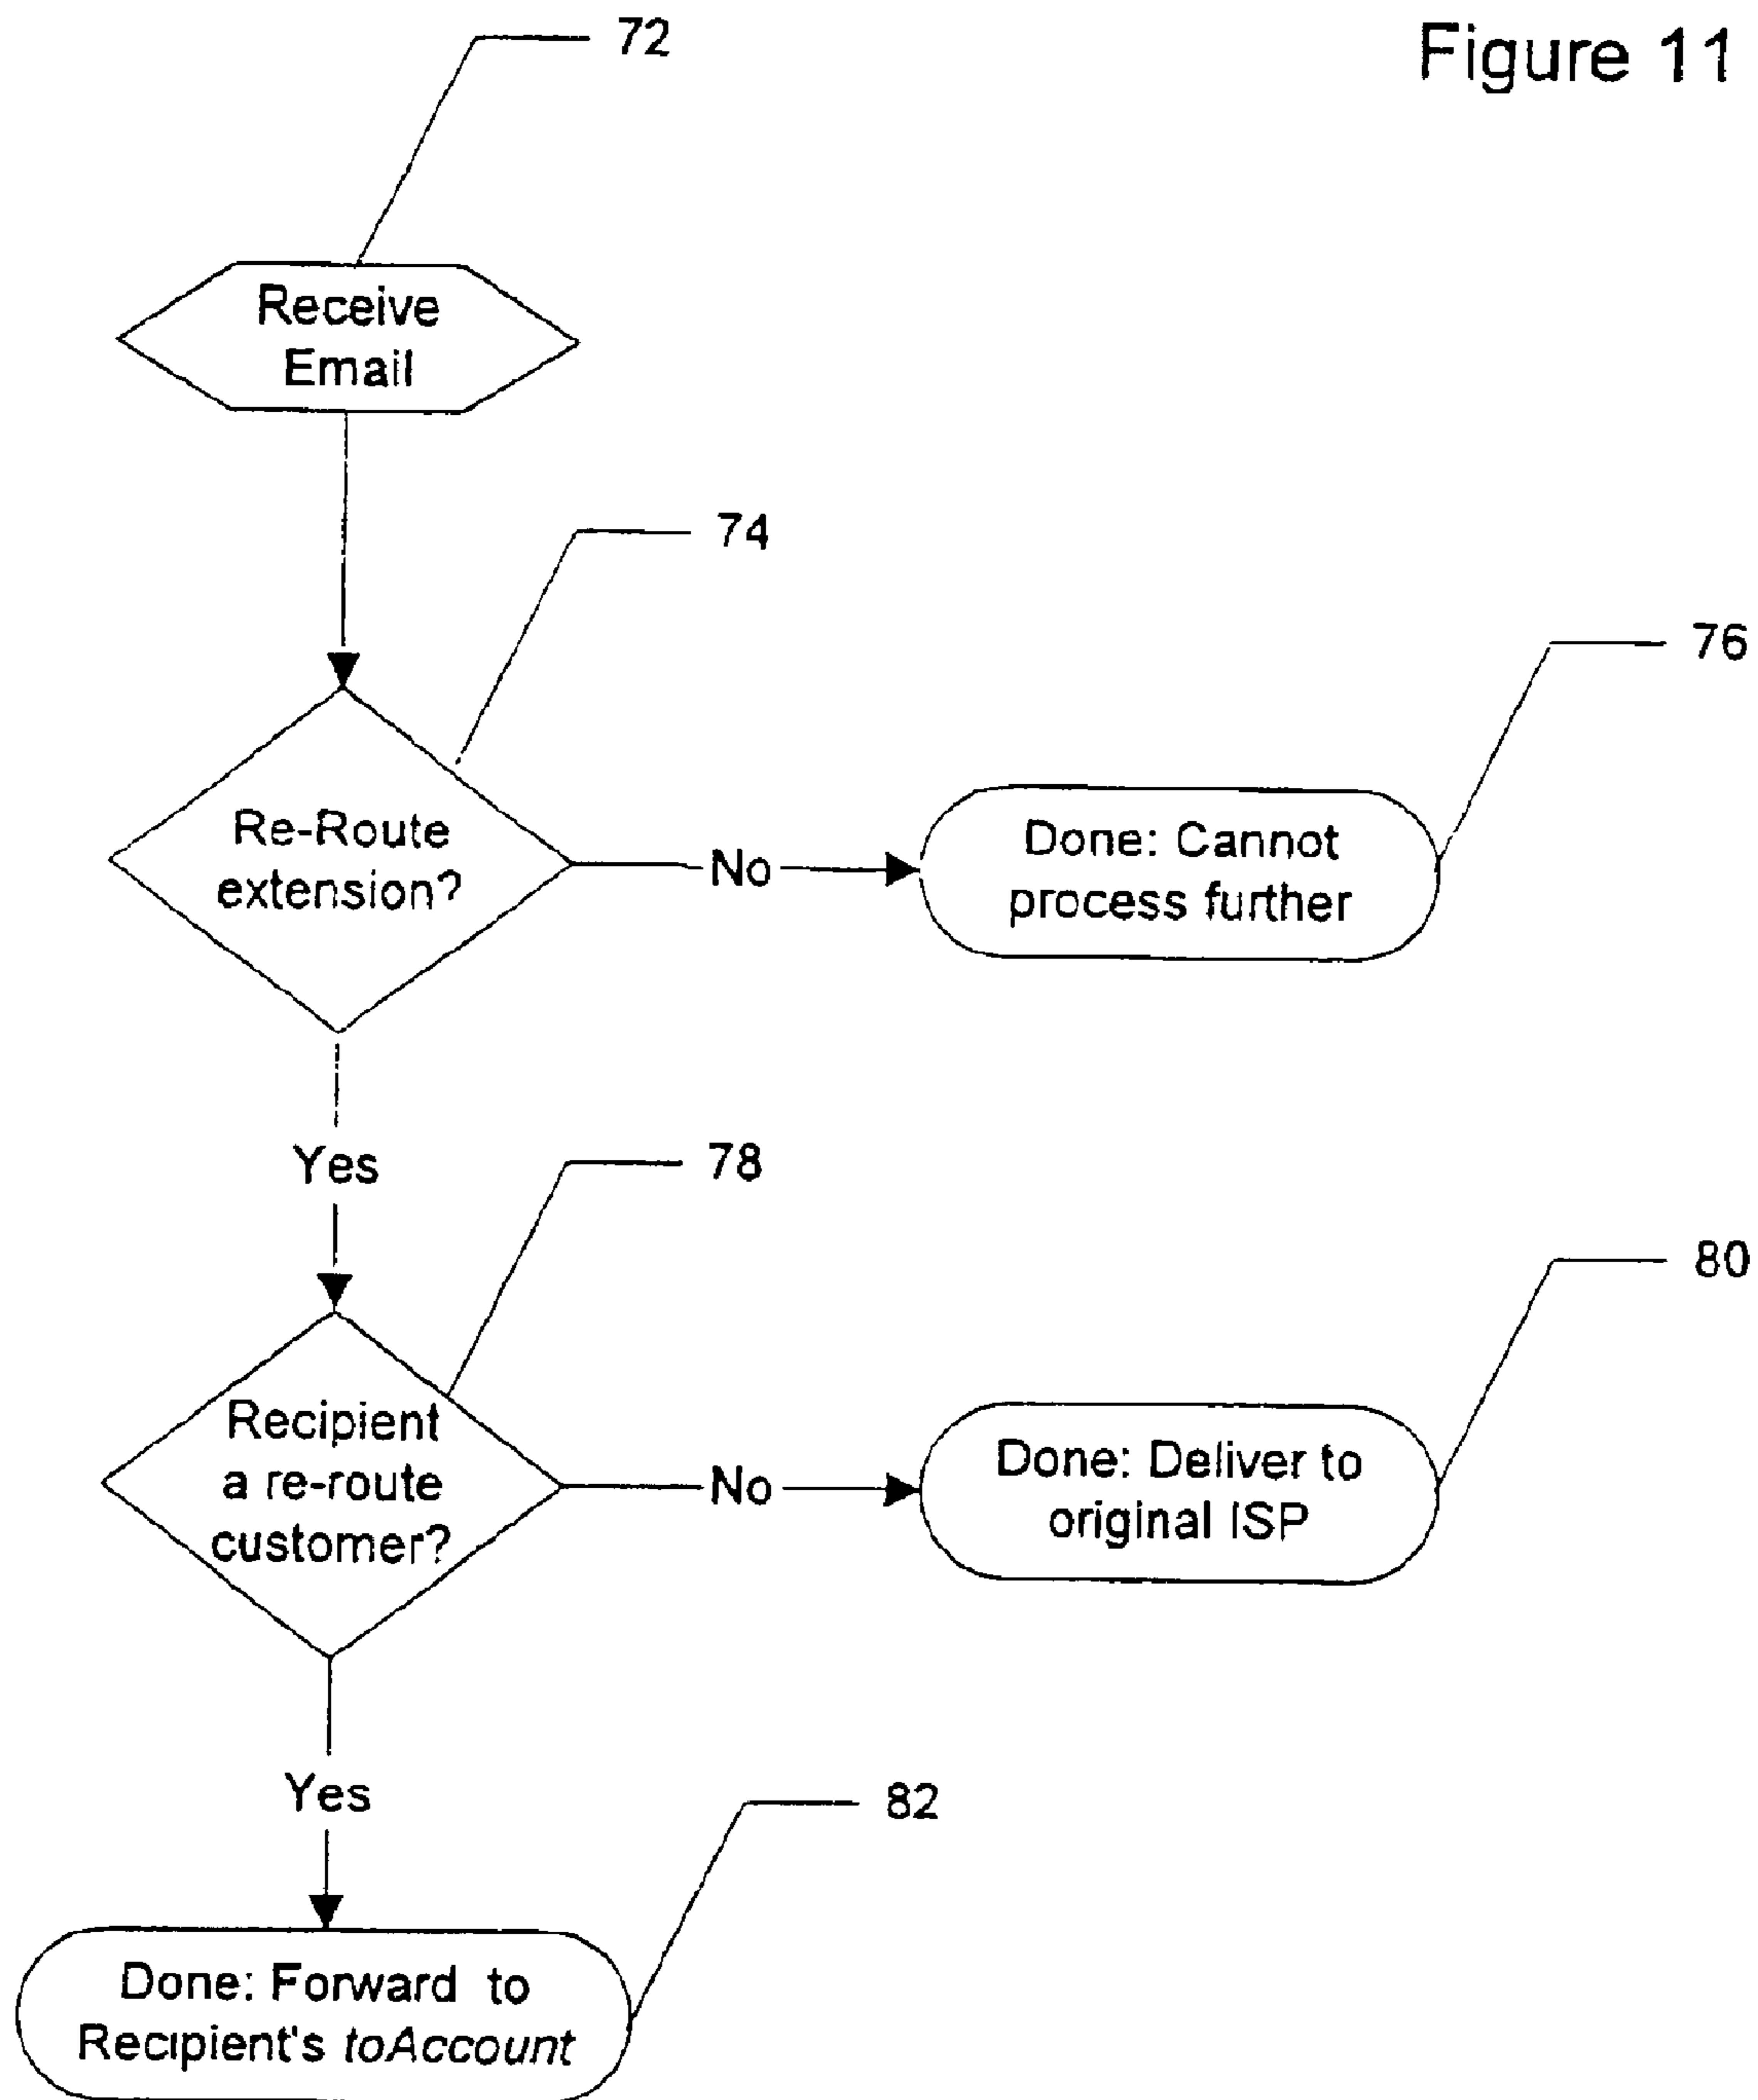 Figure 11
72
Receive
Email
74
Re-Route
extension?
No
76
Done: Cannot
process further
Yes
78
Recipient
a re-route
customer?
No
80
Done: Deliver to
original ISP
Yes
82
Done: Forward to
Recipient's toAccount